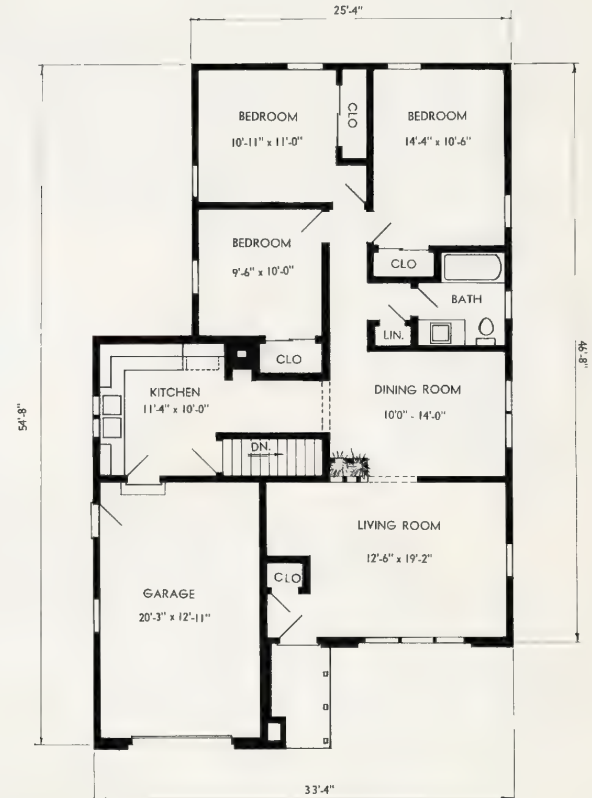 25'-4"
BEDROOM
10'-11" x 11'-0"
CLO
BEDROOM
14'-4" x 10'-6"
BEDROOM
9'-6" x 10'-0"
CLO
BATH
LIN.
CLO
KITCHEN
11'-4" x 10'-0"
DINING ROOM
10'0" - 14'-0"
DN.
54'-8"
46'-8"
LIVING ROOM
12'-6" x 19'-2"
CLO
GARAGE
20'-3" x 12'-11"
33'-4"